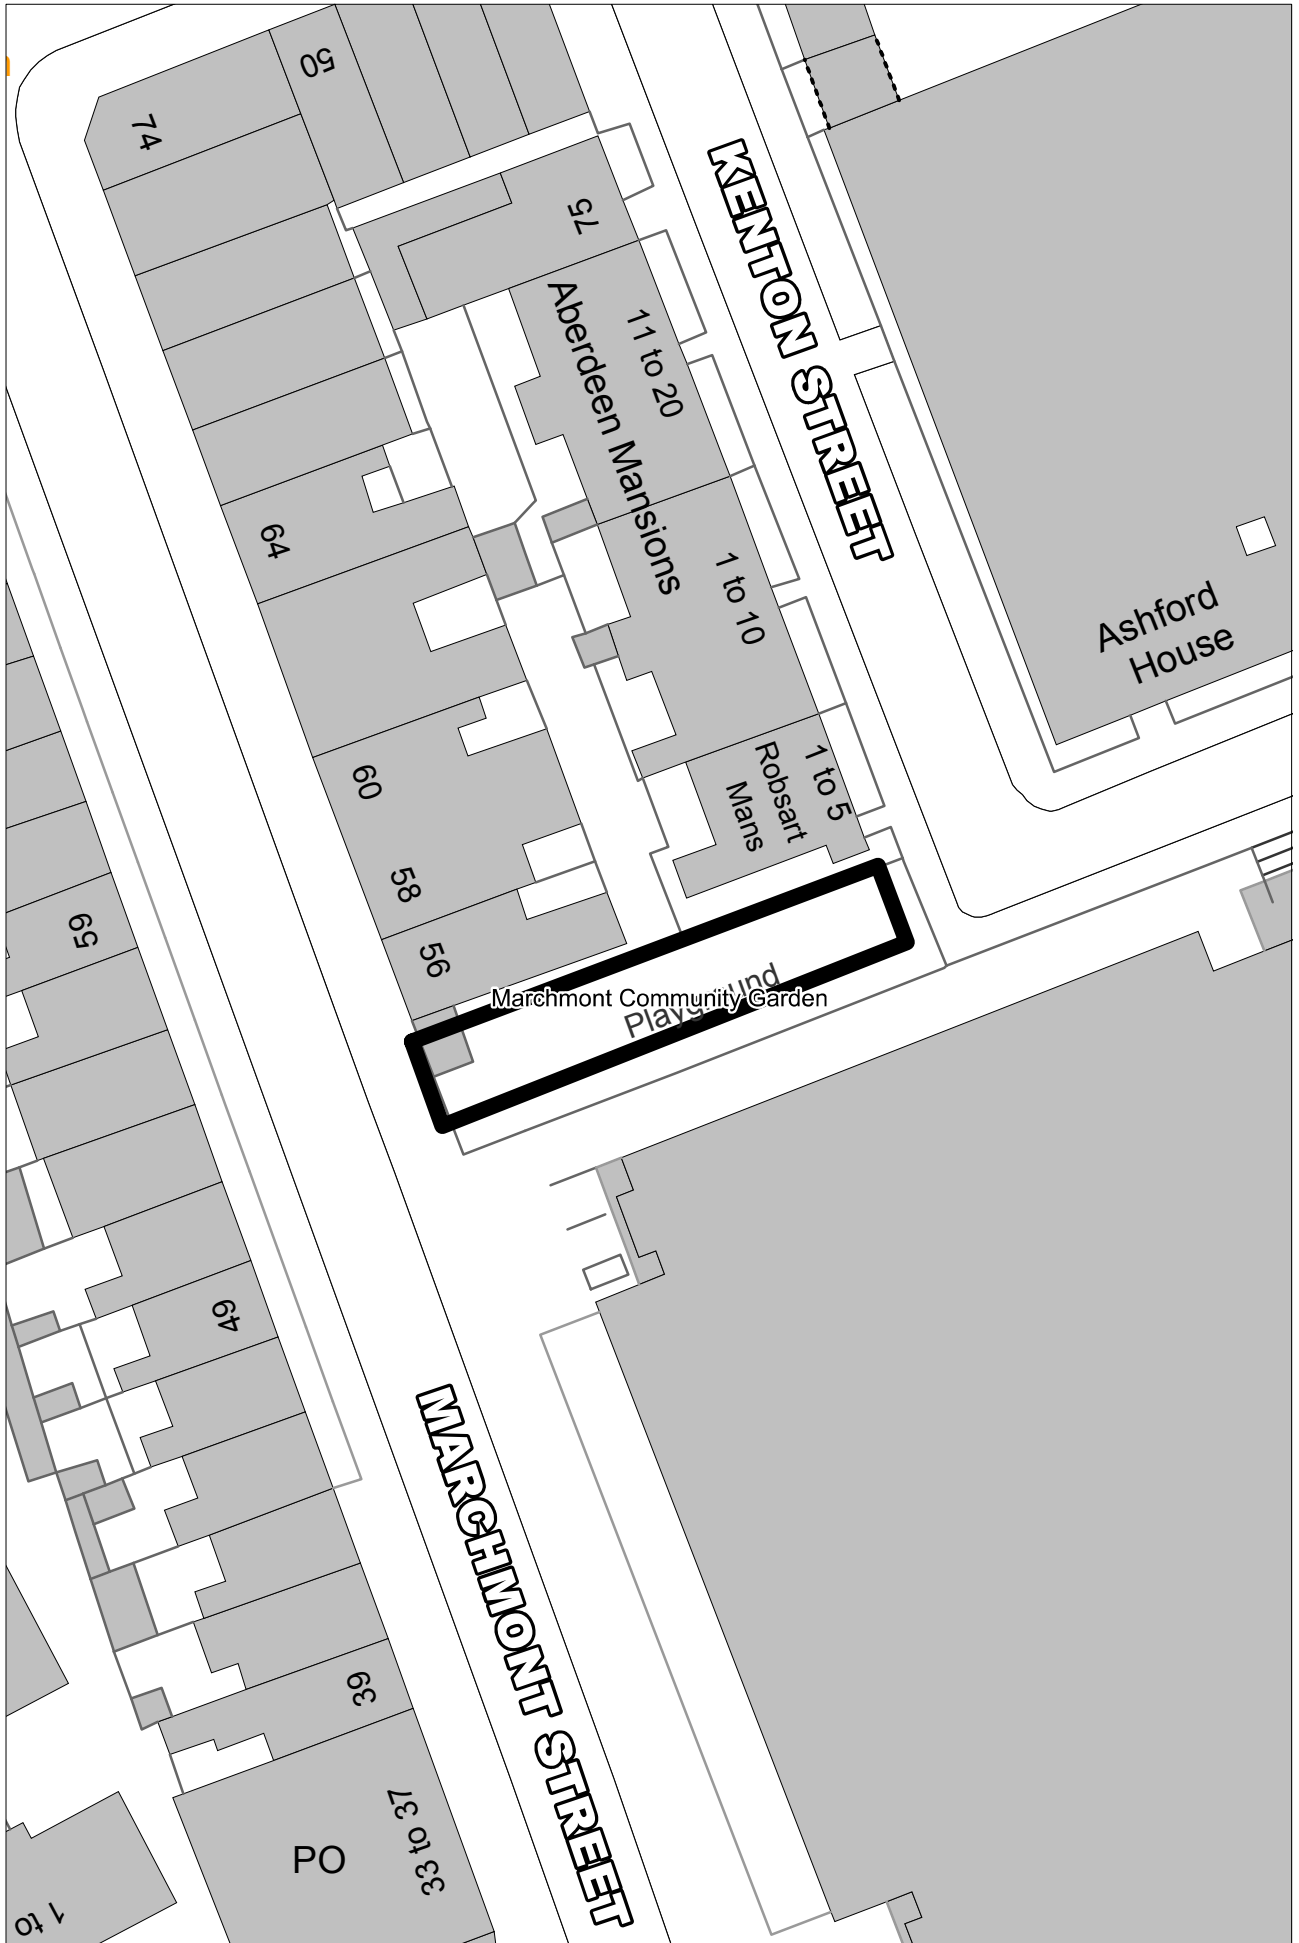 50
74
75
KENTON STREET
11 to 20
Aberdeen Mansions
64
1 to 10
Ashford
House
60
1 to 5
Robsart
Mans
58
59
56
Marchmont Community Garden
Playground
49
MARCHMONT STREET
39
33 to 37
PO
1 to